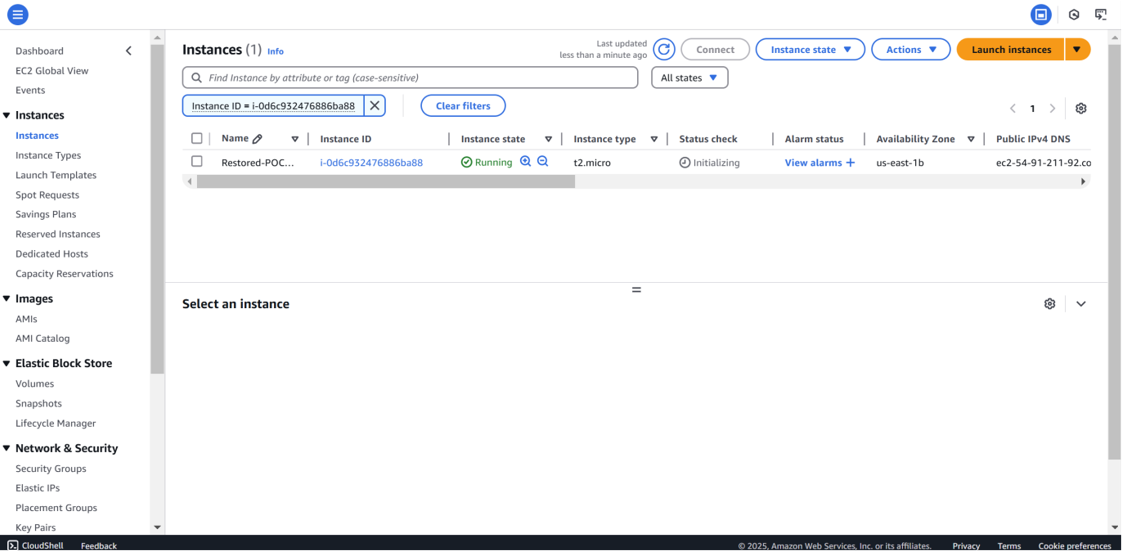 Dashboard
EC2 Global View
Events
Instances
Instances
Instance Types
Launch Templates
Spot Requests
Savings Plans
Reserved Instances
Dedicated Hosts
Capacity Reservations
Images
AMIs
AMI Catalog
Elastic Block Store
Volumes
Snapshots
Lifecycle Manager
Network & Security
Security Groups
Elastic IPs
Placement Groups
Key Pairs
Instances (1) Info
Last updated
less than a minute ago
Connect
Instance state
Actions
Launch instances
Find Instance by attribute or tag (case-sensitive)
All states
Instance ID = i-0d6c932476886ba88
Clear filters
1
Name Instance ID Instance state Instance type Status check Alarm status Availability Zone Public IPv4 DNS
Restored-POC... i-0d6c932476886ba88 Running t2.micro Initializing View alarms + us-east-1b ec2-54-91-211-92.co
Select an instance
CloudShell Feedback © 2025, Amazon Web Services, Inc. or its affiliates. Privacy Terms Cookie preferences